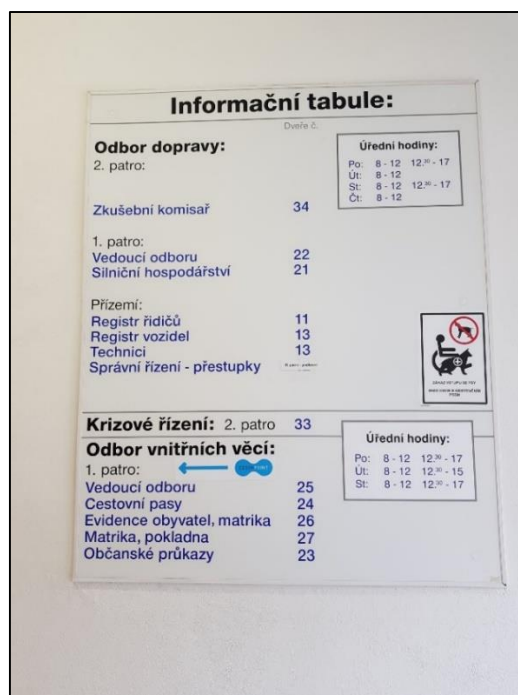 Informační tabule:
Dveře č.
Odbor dopravy:
2. patro:
Zkušební komisař 34
1. patro:
Vedoucí odboru 22
Silniční hospodářství 21
Přízemí:
Registr řidičů 11
Registr vozidel 13
Technici 13
Správní řízení - přestupky
Úřední hodiny:
Po: 8 - 12 12.30 - 17
Út: 8 - 12
St: 8 - 12 12.30 - 17
Čt: 8 - 12
Krizové řízení: 2. patro 33
Odbor vnitřních věcí:
1. patro:
Vedoucí odboru 25
Cestovní pasy 24
Evidence obyvatel, matrika 26
Matrika, pokladna 27
Občanské průkazy 23
Úřední hodiny:
Po: 8 - 12 12.30 - 17
Út: 8 - 12 12.30 - 15
St: 8 - 12 12.30 - 17